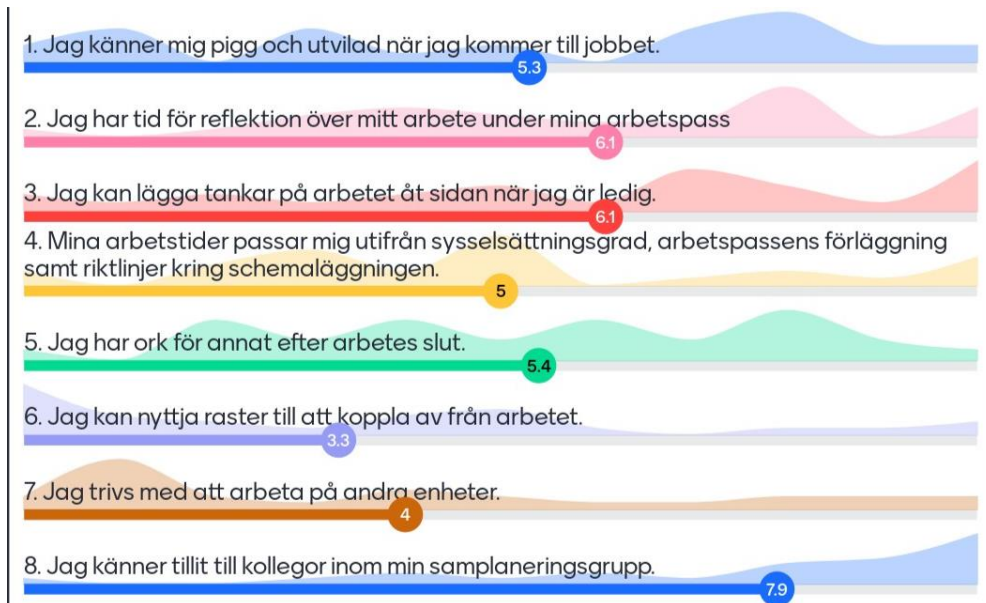 1. Jag känner mig pigg och utvilad när jag kommer till jobbet.
5.3
2. Jag har tid för reflektion över mitt arbete under mina arbetspass
6.1
3. Jag kan lägga tankar på arbetet åt sidan när jag är ledig.
6.1
4. Mina arbetstider passar mig utifrån sysselsättningsgrad, arbetspassens förläggning
samt riktlinjer kring schemaläggningen.
5
5. Jag har ork för annat efter arbetes slut.
5.4
6. Jag kan nyttja raster till att koppla av från arbetet.
3.3
7. Jag trivs med att arbeta på andra enheter.
4
8. Jag känner tillit till kollegor inom min samplaneringsgrupp.
7.9